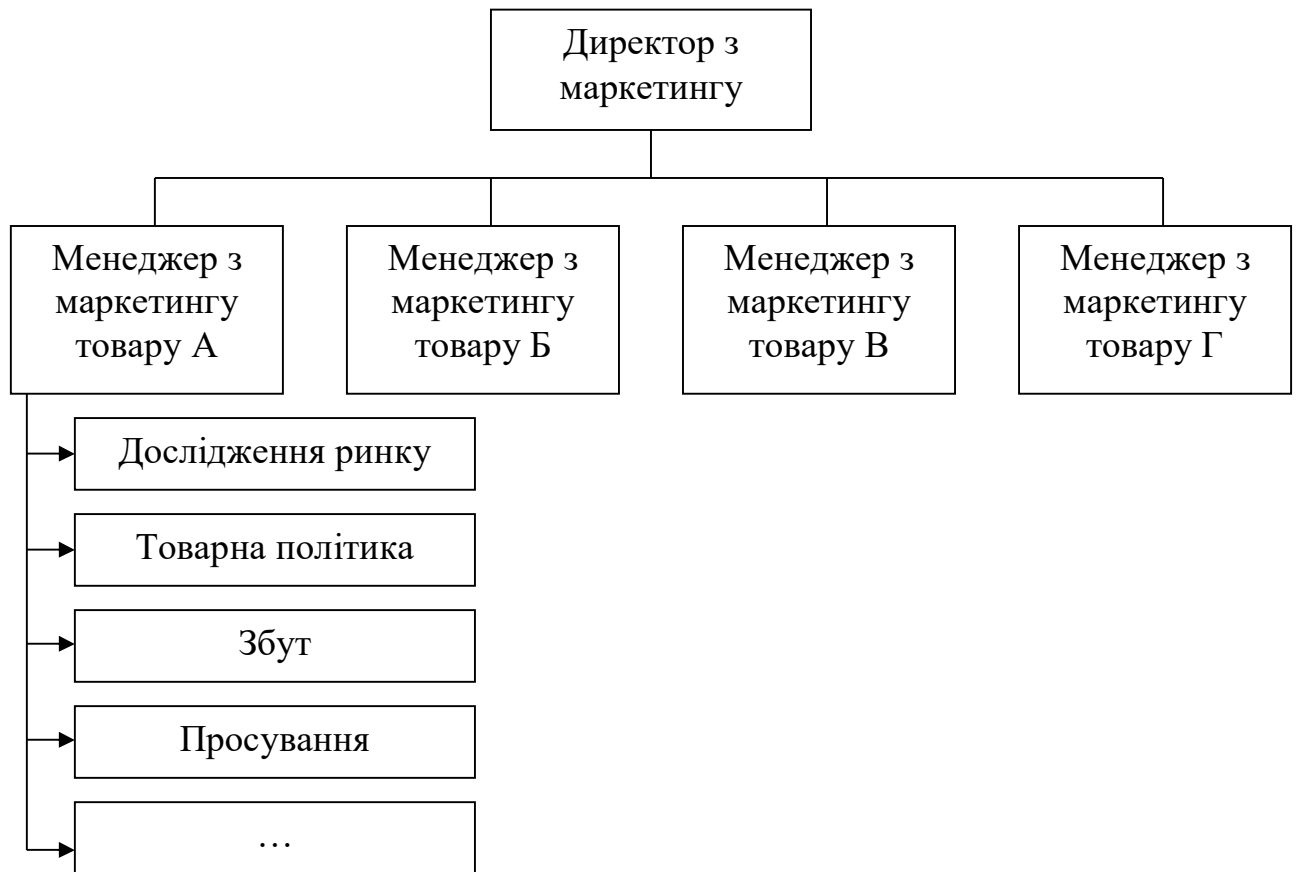 Директор з
маркетингу
Менеджер з
маркетингу
товару А
Менеджер з
маркетингу
товару Б
Менеджер з
маркетингу
товару В
Менеджер з
маркетингу
товару Г
Дослідження ринку
Товарна політика
Збут
Просування
…